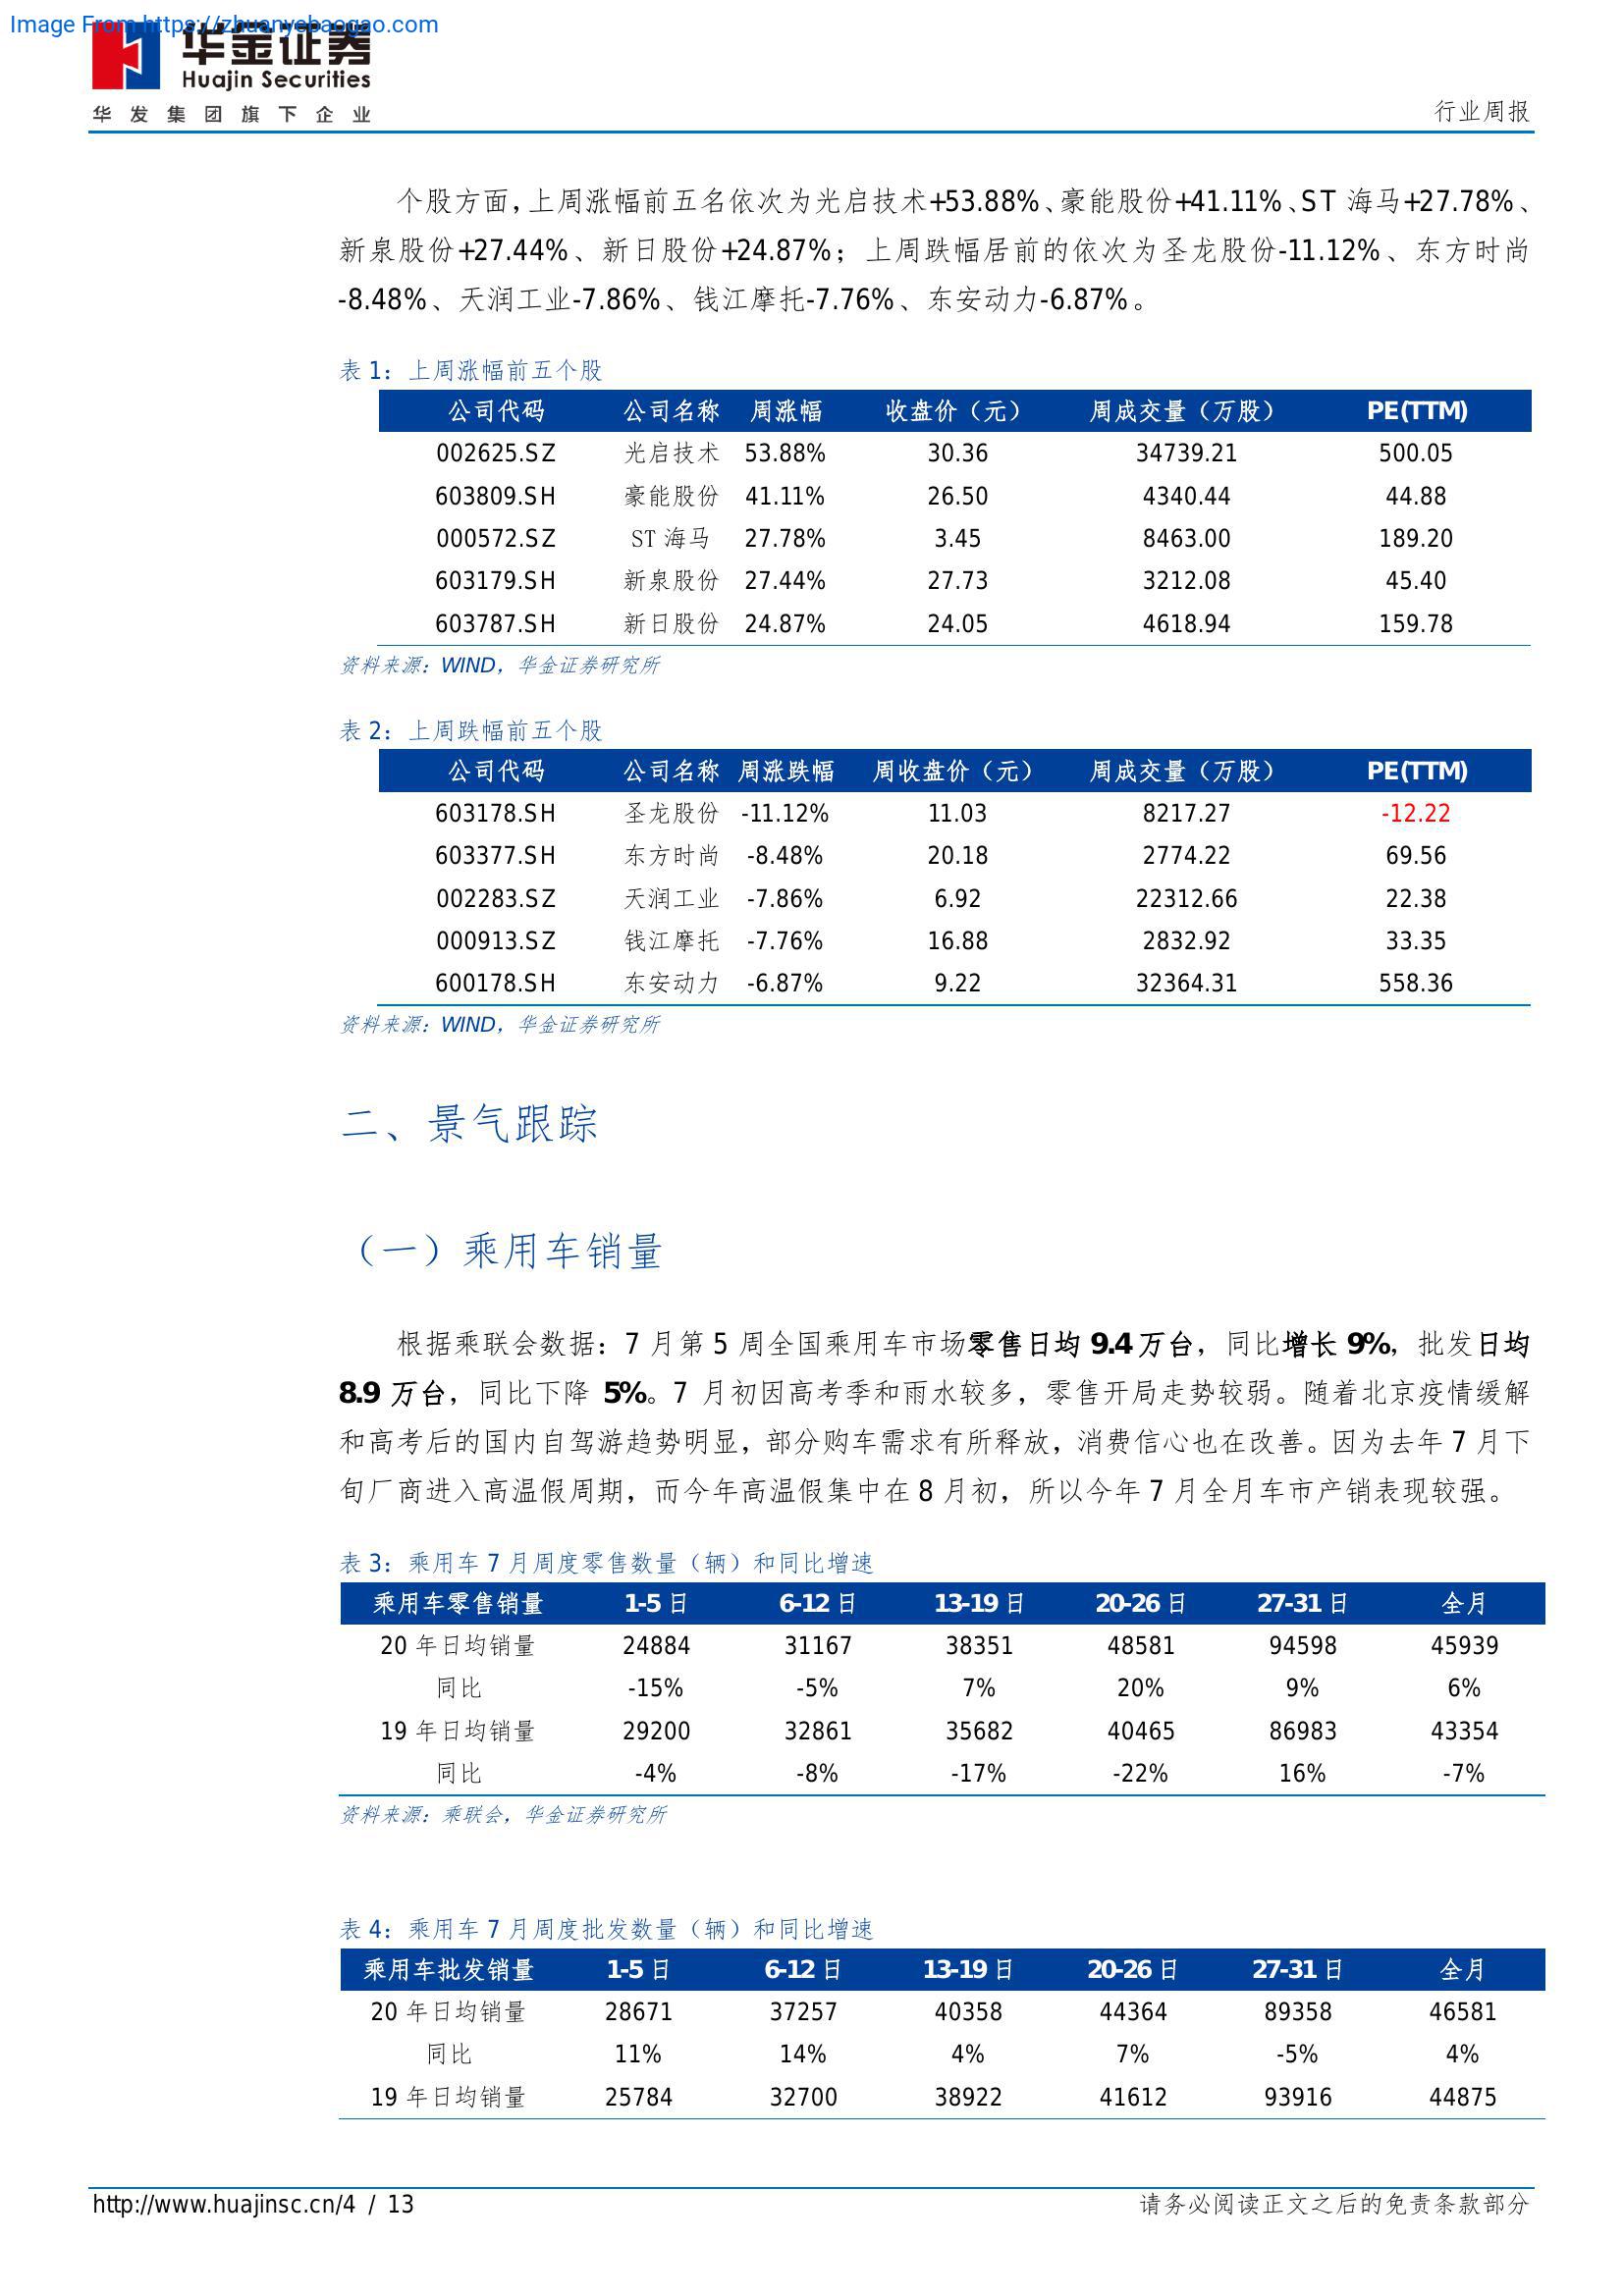 Image From https://zhuanyebaogao.com
华金证券
Huajin Securities
华发集团旗下企业
行业周报
个股方面，上周涨幅前五名依次为光启技术+53.88%、豪能股份+41.11%、ST 海马+27.78%、
新泉股份+27.44%、新日股份+24.87%；上周跌幅居前的依次为圣龙股份-11.12%、东方时尚
-8.48%、天润工业-7.86%、钱江摩托-7.76%、东安动力-6.87%。
表 1：上周涨幅前五个股
公司代码 公司名称 周涨幅 收盘价（元） 周成交量（万股） PE(TTM)
002625.SZ 光启技术 53.88% 30.36 34739.21 500.05
603809.SH 豪能股份 41.11% 26.50 4340.44 44.88
000572.SZ ST 海马 27.78% 3.45 8463.00 189.20
603179.SH 新泉股份 27.44% 27.73 3212.08 45.40
603787.SH 新日股份 24.87% 24.05 4618.94 159.78
资料来源：WIND，华金证券研究所
表 2：上周跌幅前五个股
公司代码 公司名称 周涨跌幅 周收盘价（元） 周成交量（万股） PE(TTM)
603178.SH 圣龙股份 -11.12% 11.03 8217.27 -12.22
603377.SH 东方时尚 -8.48% 20.18 2774.22 69.56
002283.SZ 天润工业 -7.86% 6.92 22312.66 22.38
000913.SZ 钱江摩托 -7.76% 16.88 2832.92 33.35
600178.SH 东安动力 -6.87% 9.22 32364.31 558.36
资料来源：WIND，华金证券研究所
二、景气跟踪
（一）乘用车销量
根据乘联会数据：7 月第 5 周全国乘用车市场零售日均 9.4 万台，同比增长 9%，批发日均
8.9 万台，同比下降 5%。7 月初因高考季和雨水较多，零售开局走势较弱。随着北京疫情缓解
和高考后的国内自驾游趋势明显，部分购车需求有所释放，消费信心也在改善。因为去年 7 月下
旬厂商进入高温假周期，而今年高温假集中在 8 月初，所以今年 7 月全月车市产销表现较强。
表 3：乘用车 7 月周度零售数量（辆）和同比增速
乘用车零售销量 1-5 日 6-12 日 13-19 日 20-26 日 27-31 日 全月
20 年日均销量 24884 31167 38351 48581 94598 45939
同比 -15% -5% 7% 20% 9% 6%
19 年日均销量 29200 32861 35682 40465 86983 43354
同比 -4% -8% -17% -22% 16% -7%
资料来源：乘联会，华金证券研究所
表 4：乘用车 7 月周度批发数量（辆）和同比增速
乘用车批发销量 1-5 日 6-12 日 13-19 日 20-26 日 27-31 日 全月
20 年日均销量 28671 37257 40358 44364 89358 46581
同比 11% 14% 4% 7% -5% 4%
19 年日均销量 25784 32700 38922 41612 93916 44875
http://www.huajinsc.cn/4 / 13
请务必阅读正文之后的免责条款部分